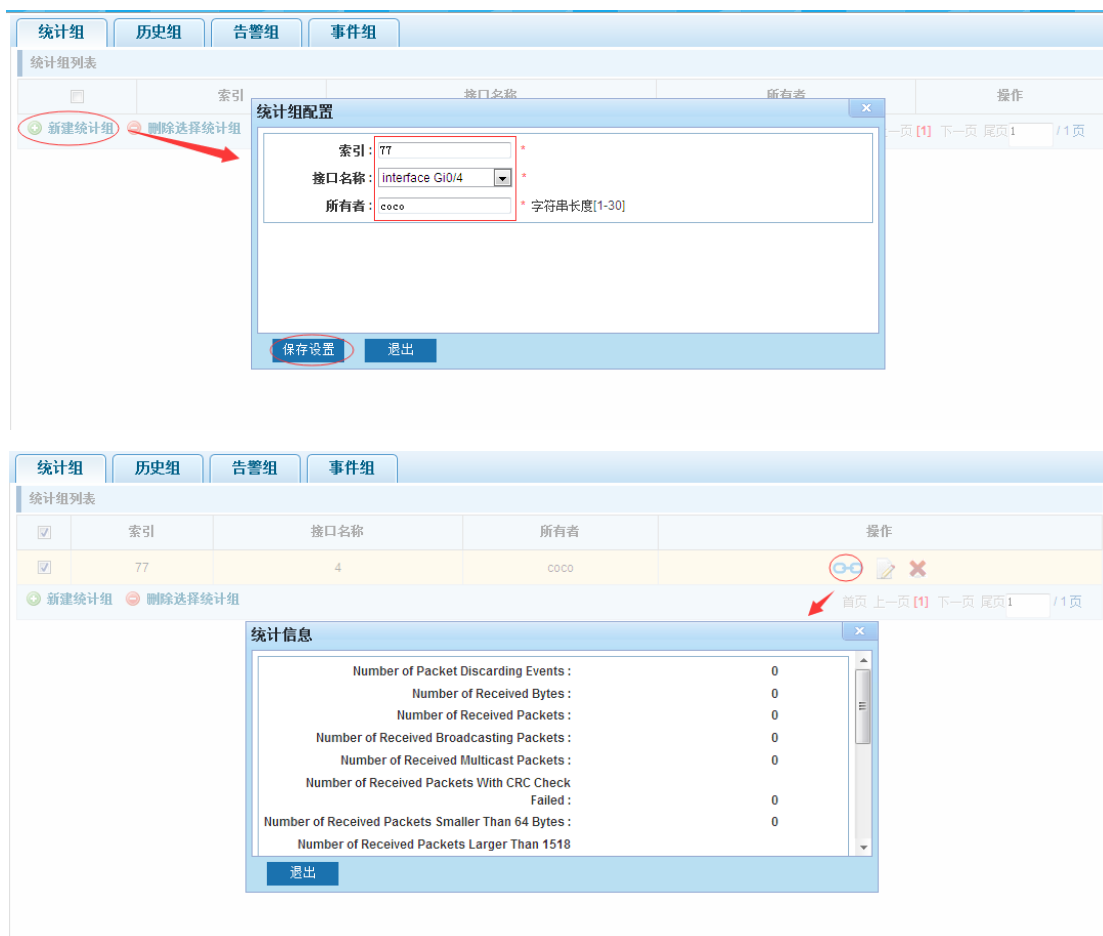 统计组 历史组 告警组 事件组
统计组列表
索引 接口名称 所有者 操作
新建统计组 删除选择统计组 一页 [1] 下一页 尾页 1 / 1 页
统计组配置
索引: 77 *
接口名称: interface Gi0/4 *
所有者: coco * 字符串长度[1-30]
保存设置 退出
统计组 历史组 告警组 事件组
统计组列表
索引 接口名称 所有者 操作
77 4 coco
新建统计组 删除选择统计组 首页 上一页 [1] 下一页 尾页 1 / 1 页
统计信息
Number of Packet Discarding Events : 0
Number of Received Bytes : 0
Number of Received Packets : 0
Number of Received Broadcasting Packets : 0
Number of Received Multicast Packets : 0
Number of Received Packets With CRC Check
Failed : 0
Number of Received Packets Smaller Than 64 Bytes : 0
Number of Received Packets Larger Than 1518
退出